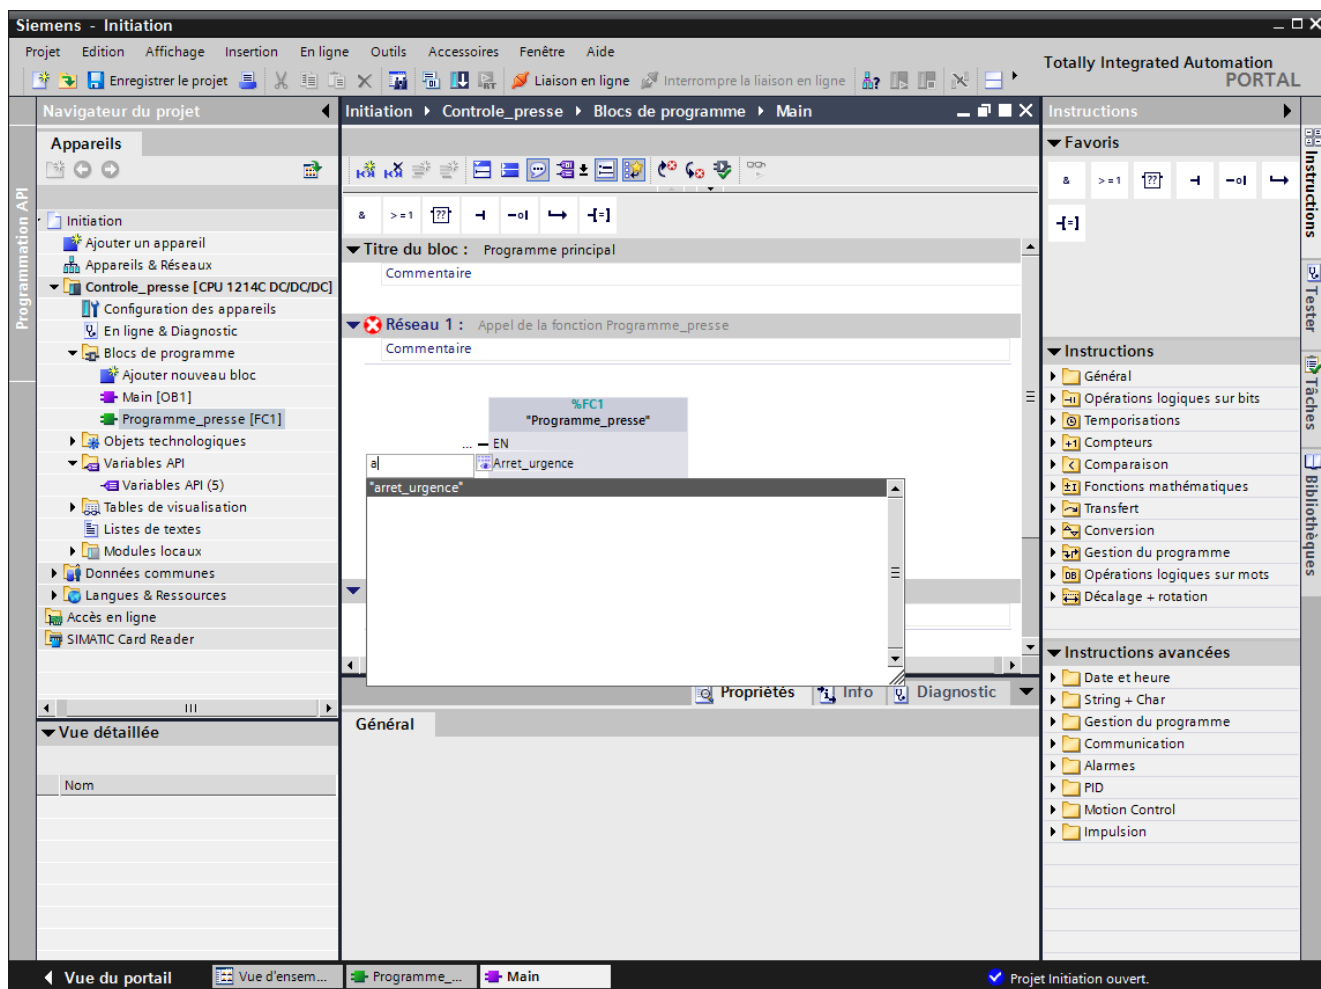 Siemens - Initiation
Projet Edition Affichage Insertion En ligne Outils Accessoires Fenêtre Aide
Totally Integrated Automation
PORTAL
Enregistrer le projet Liaison en ligne Interrompre la liaison en ligne
Navigateur du projet
Appareils
Programmation API
Initiation
Ajouter un appareil
Appareils & Réseaux
Controle_presse [CPU 1214C DC/DC/DC]
Configuration des appareils
En ligne & Diagnostic
Blocs de programme
Ajouter nouveau bloc
Main [OB1]
Programme_presse [FC1]
Objets technologiques
Variables API
Variables API (5)
Tables de visualisation
Listes de textes
Modules locaux
Données communes
Langues & Ressources
Accès en ligne
SIMATIC Card Reader
Vue détaillée
Nom
Initiation Controle_presse Blocs de programme Main
& >=1 ??
Titre du bloc : Programme principal
Commentaire
Réseau 1 : Appel de la fonction Programme_presse
Commentaire
%FC1
"Programme_presse"
... EN
a Arret_urgence
"arret_urgence"
Propriétés Info Diagnostic
Général
Instructions
Favoris
& >=1 ??
Instructions
Général
Opérations logiques sur bits
Temporisations
Compteurs
Comparaison
Fonctions mathématiques
Transfert
Conversion
Gestion du programme
Opérations logiques sur mots
Décalage + rotation
Instructions avancées
Date et heure
String + Char
Gestion du programme
Communication
Alarmes
PID
Motion Control
Impulsion
Instructions
Tester
Tâches
Bibliothèques
Vue du portail Vue d'ensem... Programme_... Main Projet Initiation ouvert.